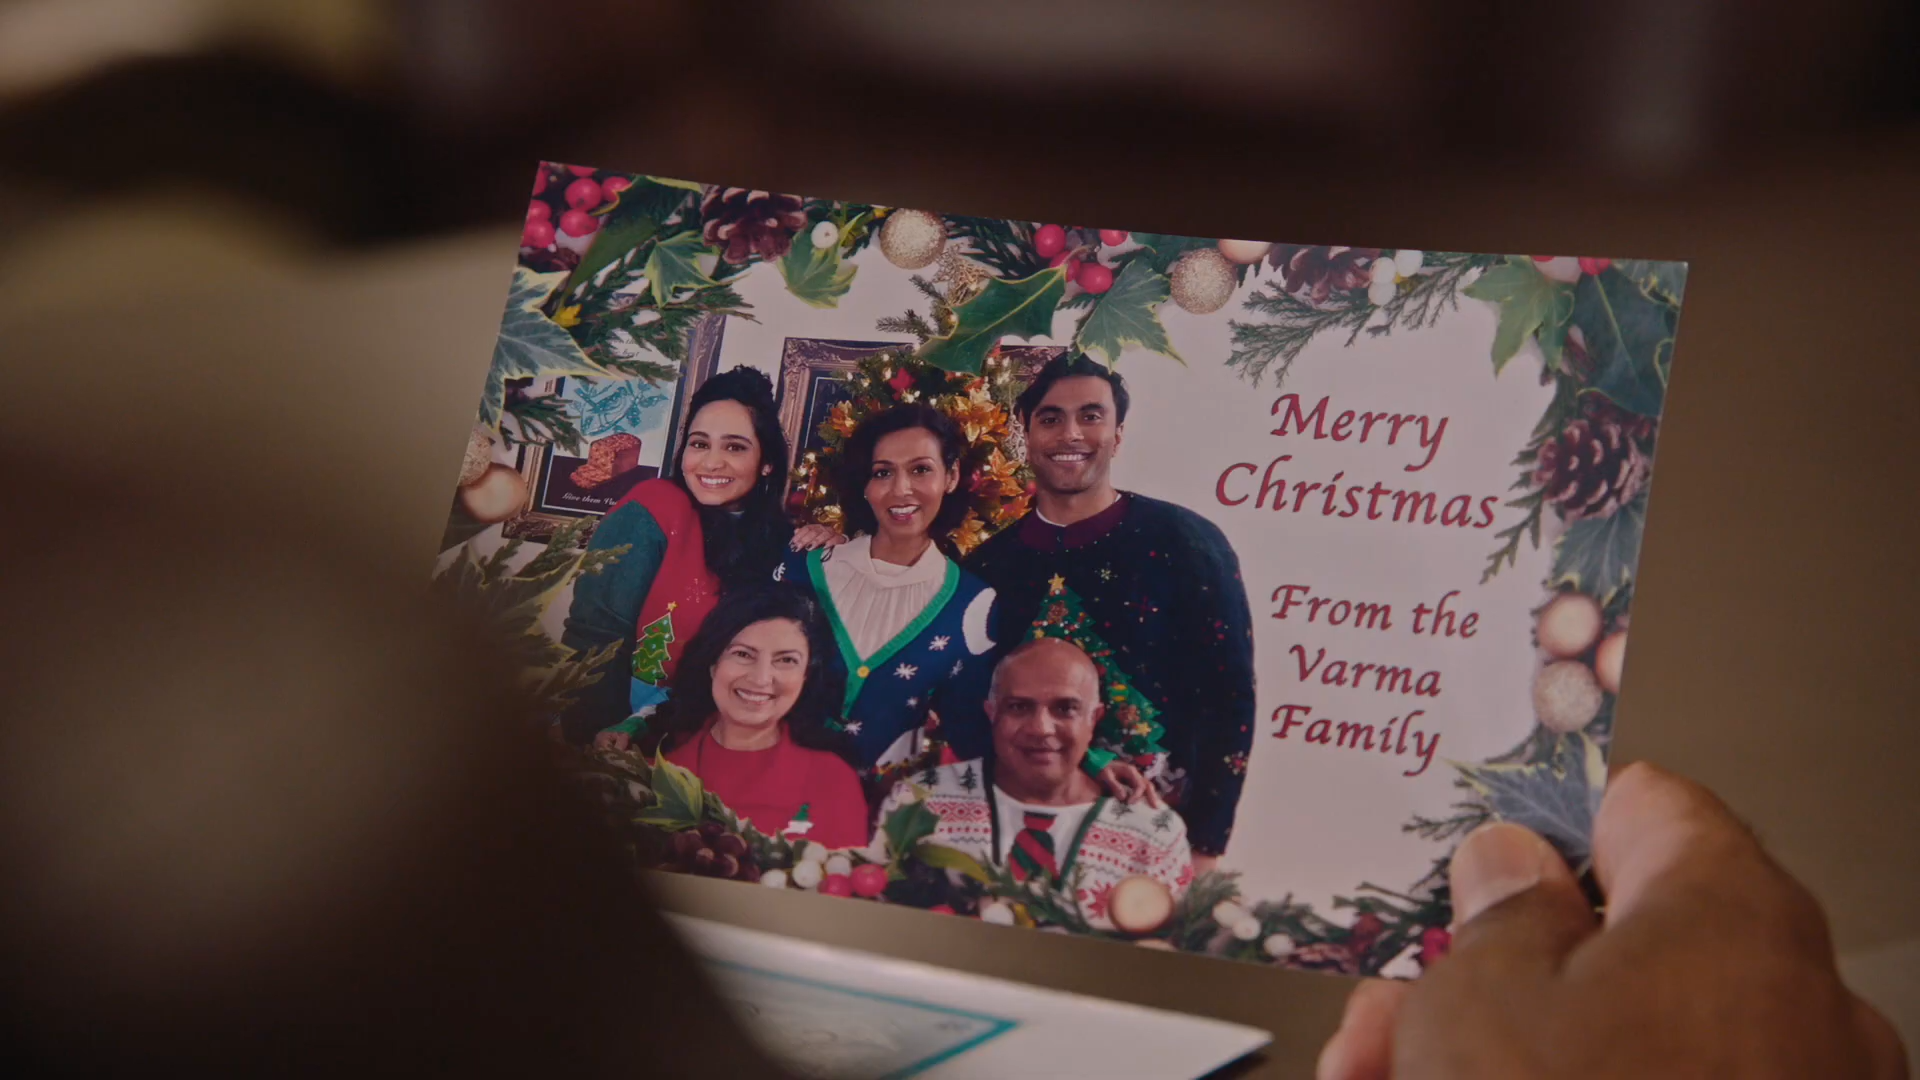 Merry
Christmas
From the
Varma
Family